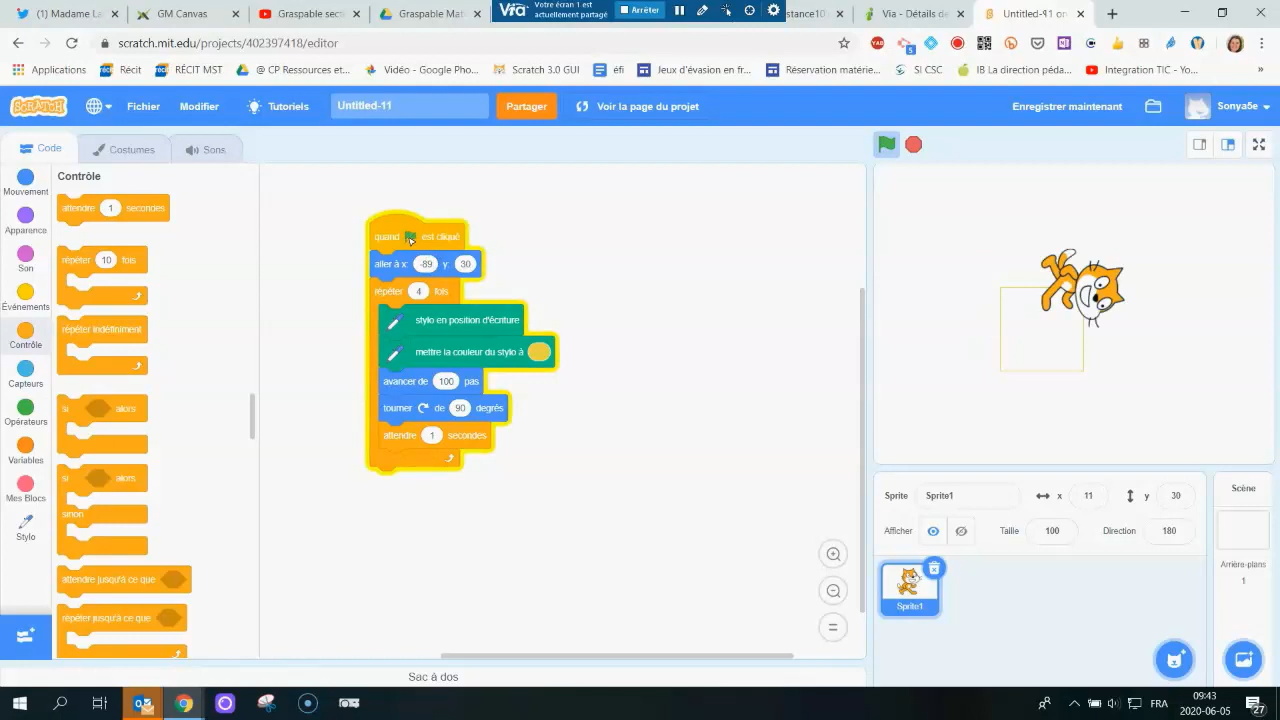 Madame
GM Canvas
Gaspable sec
Graspable Mat
Via
Votre écran 1 est
actuellement partagé
Arrêter
stance10
Via - Détails de
Untitled-11 on
scratch.mit.edu/projects/402397418/editor
Applications
Récit
RÉCIT MST
@ CP Ressources et...
Vidéo - Google Pho...
Scratch 3.0 GUI
éfi
Jeux d'évasion en fr...
Réservation matérie...
SI CSC
IB La direction péda...
Integration TIC - Yo...
»
SCRATCH
Fichier
Modifier
Tutoriels
Untitled-11
Partager
Voir la page du projet
Enregistrer maintenant
Sonya5e
Code
Costumes
Sons
Mouvement
Apparence
Son
Événements
Contrôle
Capteurs
Opérateurs
Variables
Mes Blocs
Stylo
Contrôle
attendre 1 secondes
répéter 10 fois
répéter indéfiniment
si alors
si alors
sinon
attendre jusqu'à ce que
répéter jusqu'à ce que
quand est cliqué
aller à x: -89 y: 30
répéter 4 fois
stylo en position d'écriture
mettre la couleur du stylo à
avancer de 100 pas
tourner de 90 degrés
attendre 1 secondes
Sac à dos
Sprite
Sprite1
x 11
y 30
Afficher
Taille 100
Direction 180
Sprite1
Scène
Arrière-plans
1
FRA
09:43
2020-06-05
27